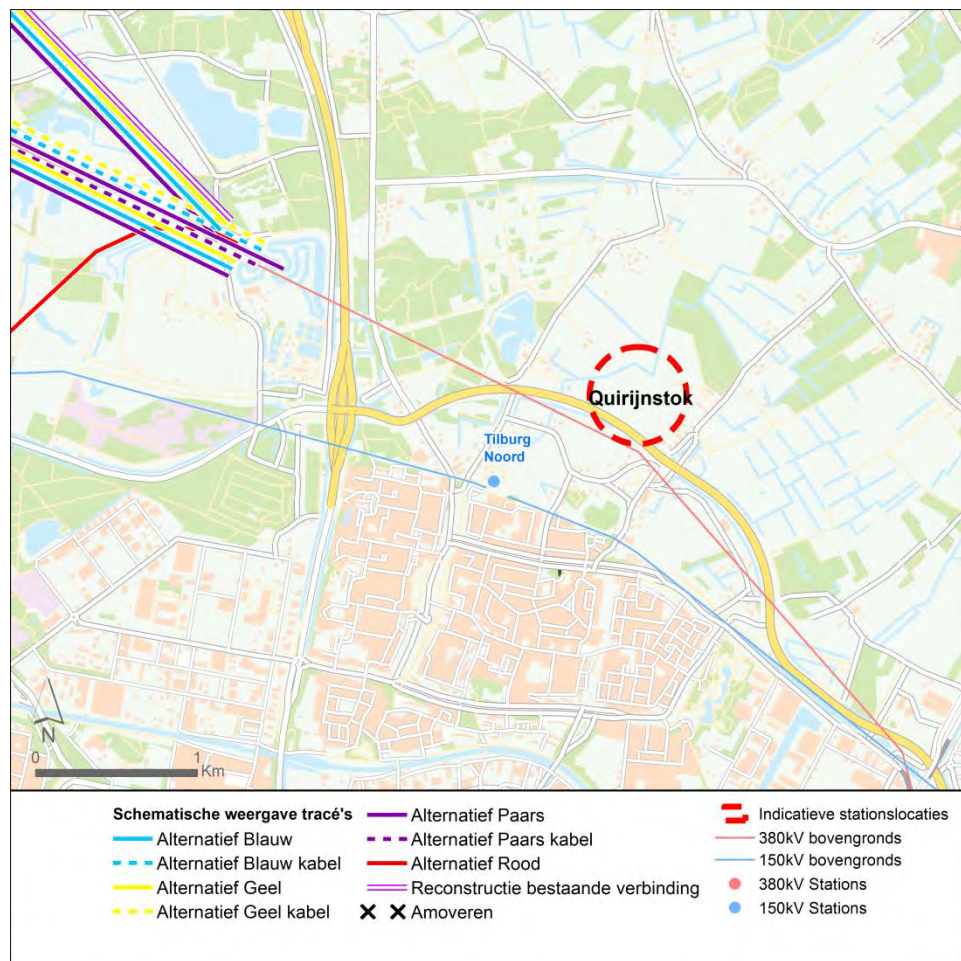 Quirijnstok
Tilburg
Noord
N
0
1
Km
Schematische weergave tracé's
Alternatief Blauw
Alternatief Blauw kabel
Alternatief Geel
Alternatief Geel kabel
Alternatief Paars
Alternatief Paars kabel
Alternatief Rood
Reconstructie bestaande verbinding
Amoveren
Indicatieve stationslocaties
380kV bovengronds
150kV bovengronds
380kV Stations
150kV Stations